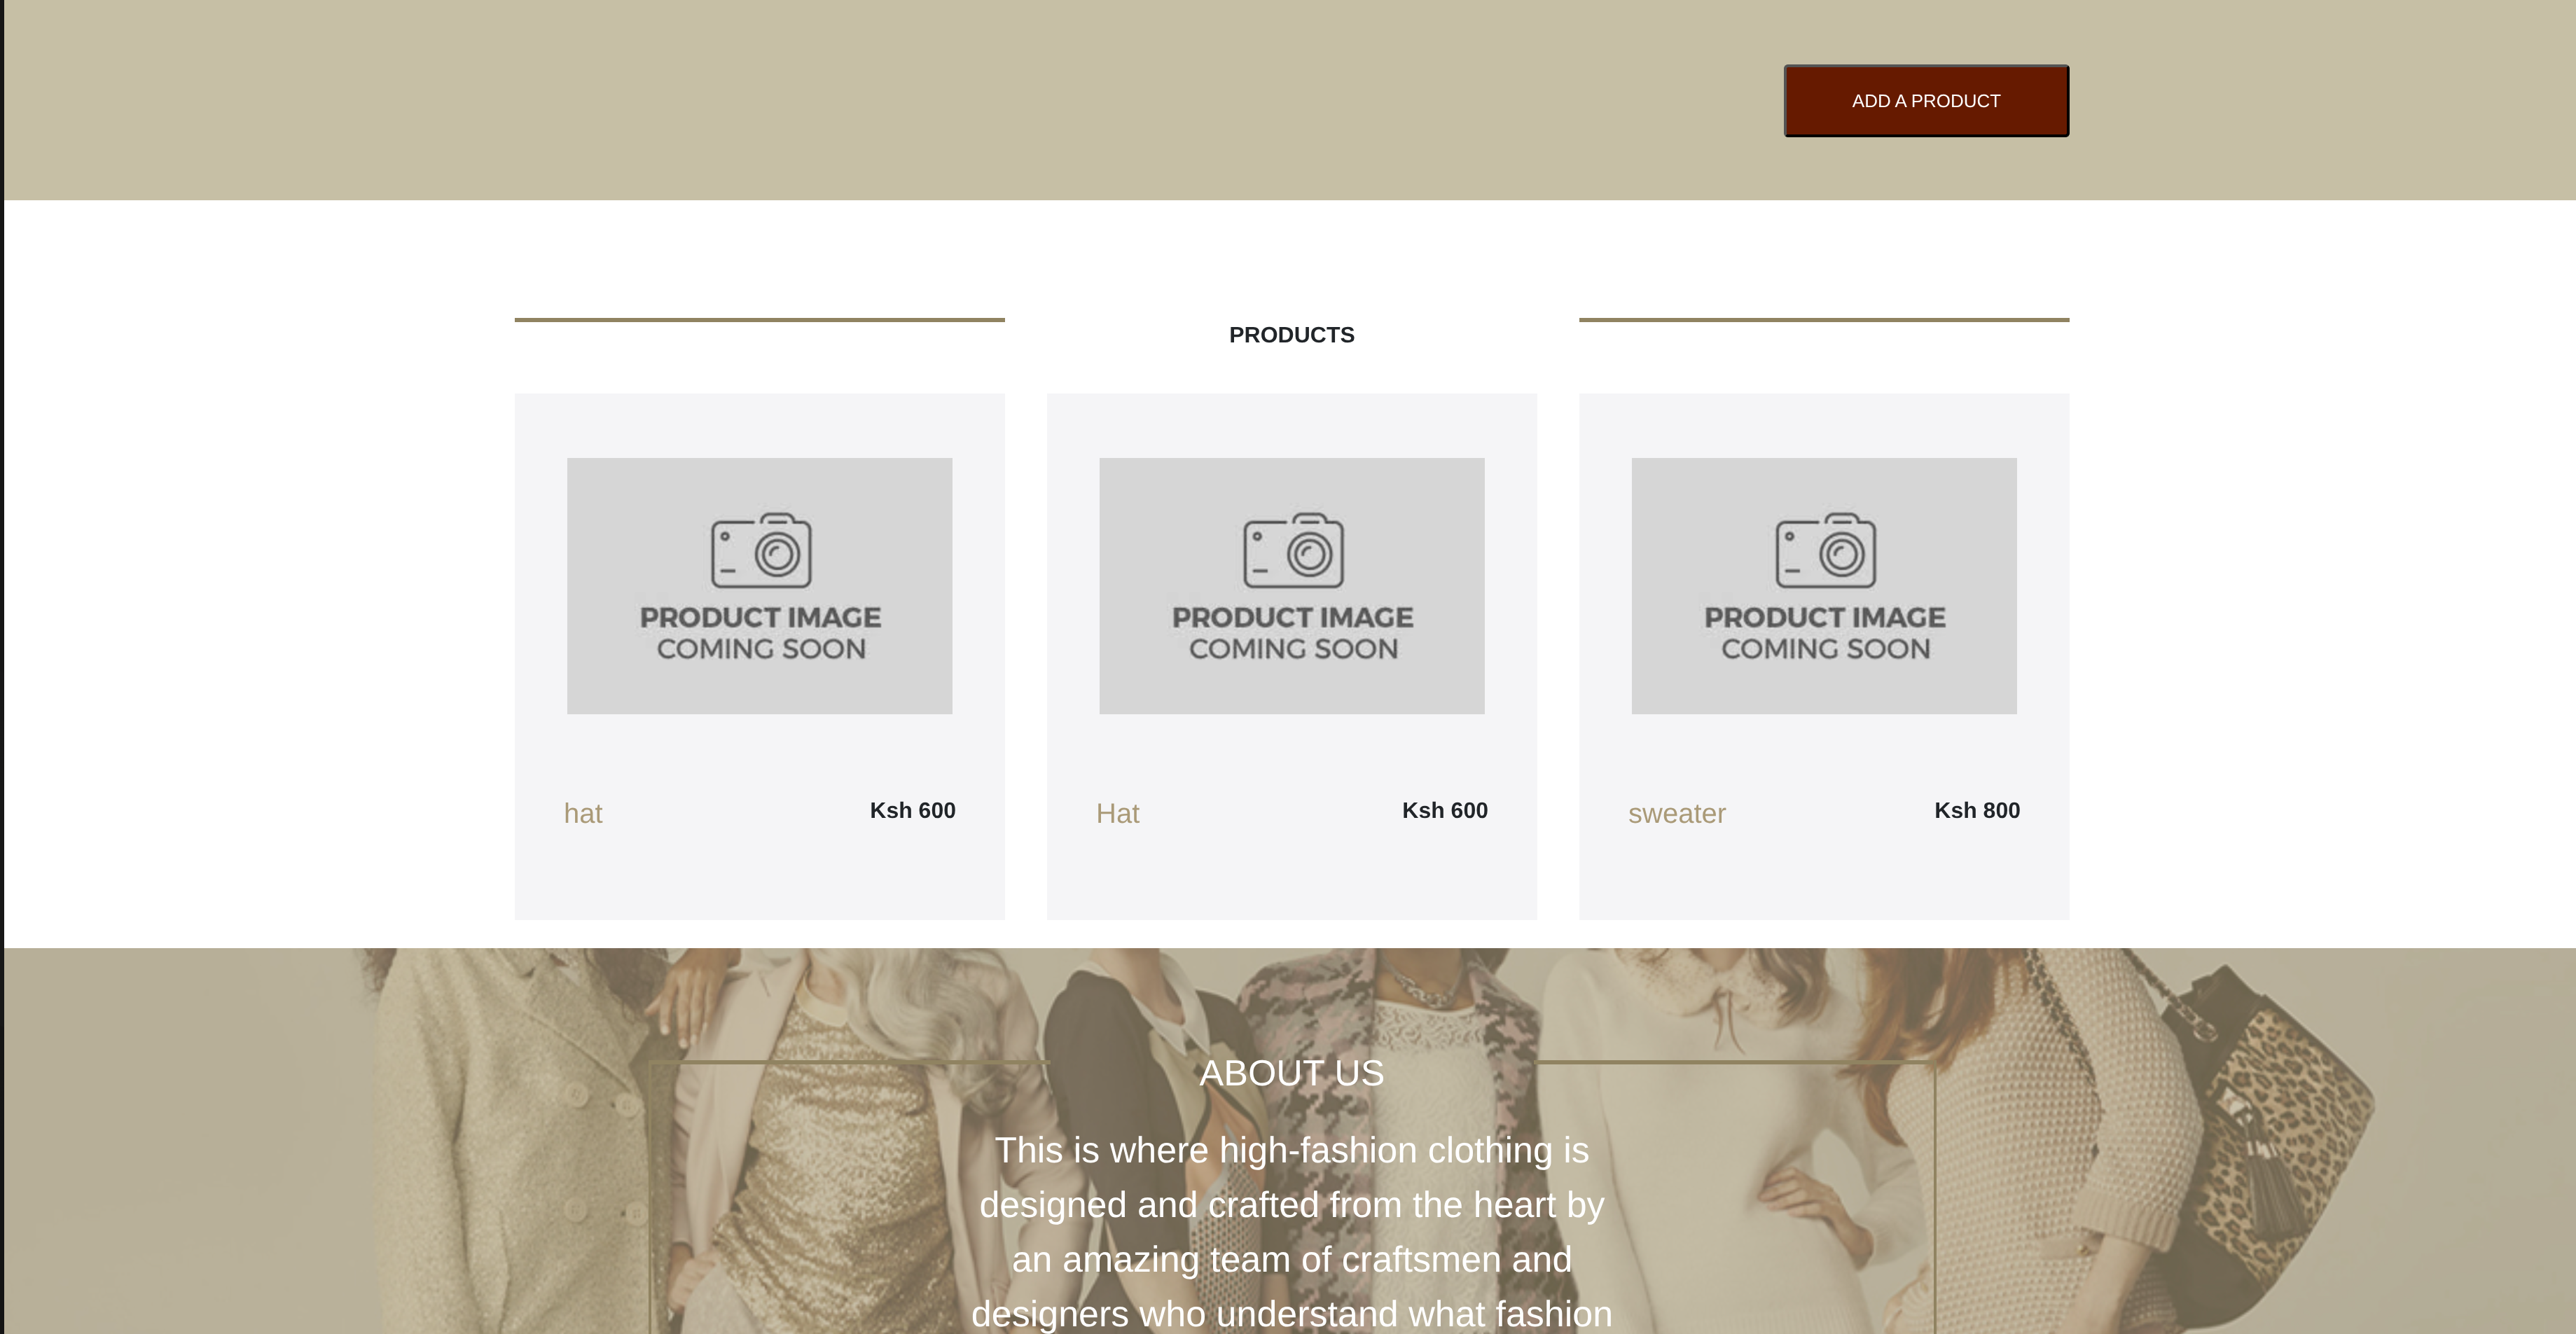 ADD A PRODUCT
PRODUCTS
PRODUCT IMAGE
COMING SOON
PRODUCT IMAGE
COMING SOON
PRODUCT IMAGE
COMING SOON
hat Ksh 600
Hat Ksh 600
sweater Ksh 800
ABOUT US
This is where high-fashion clothing is
designed and crafted from the heart by
an amazing team of craftsmen and
designers who understand what fashion